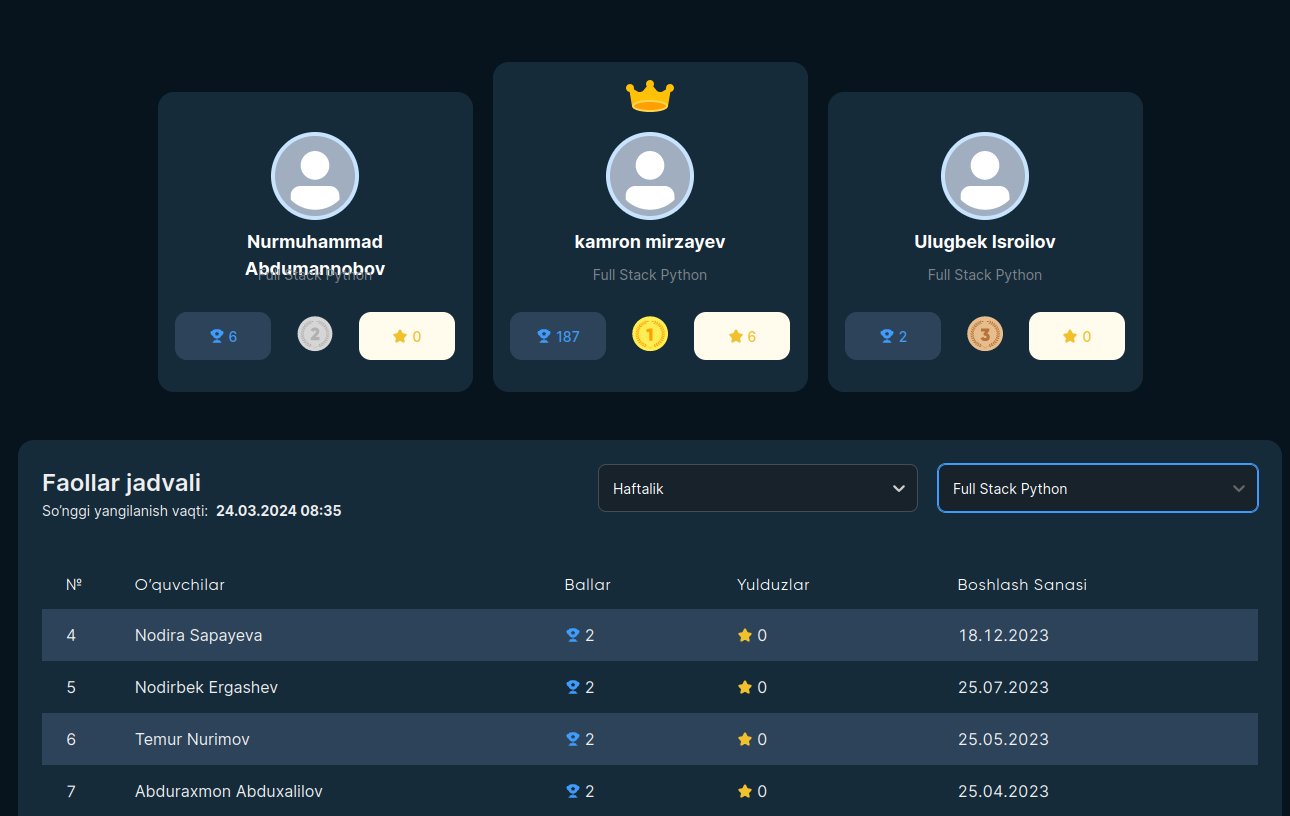 Nurmuhammad
Abdumannobov
Full Stack Python
6
2
0
kamron mirzayev
Full Stack Python
187
1
6
Ulugbek Isroilov
Full Stack Python
2
3
0
Faollar jadvali
So’nggi yangilanish vaqti: 24.03.2024 08:35
Haftalik
Full Stack Python
№ O’quvchilar Ballar Yulduzlar Boshlash Sanasi
4 Nodira Sapayeva 2 0 18.12.2023
5 Nodirbek Ergashev 2 0 25.07.2023
6 Temur Nurimov 2 0 25.05.2023
7 Abduraxmon Abduxalilov 2 0 25.04.2023